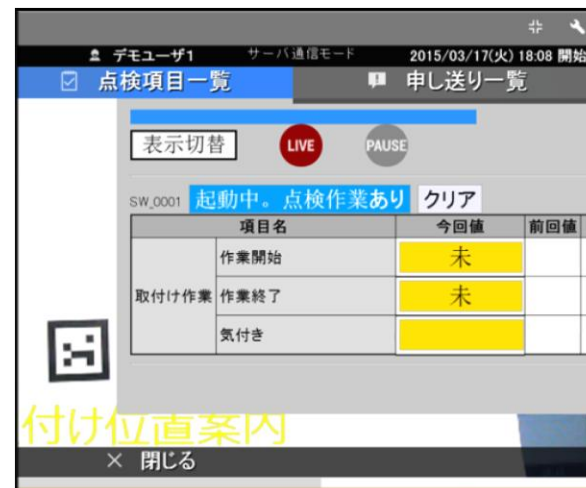 デモユーザ1 サーバ通信モード 2015/03/17(火) 18:08 開始
点検項目一覧 申し送り一覧
表示切替 LIVE PAUSE
SW_0001 起動中。点検作業あり クリア
項目名 今回値 前回値
作業開始 未
取付け作業 作業終了 未
気付き
付け位置案内
× 閉じる